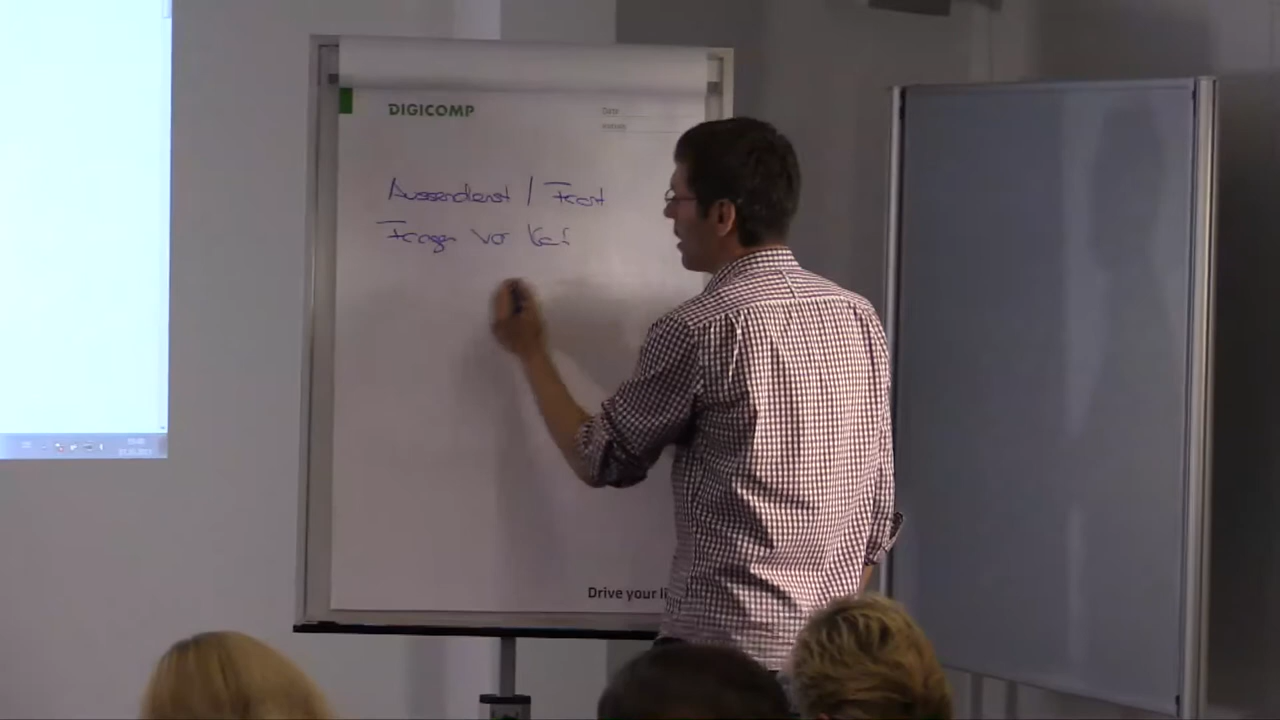 DIGICOMP
Aussendienst / Front
Fragen vor Kauf
Drive your li